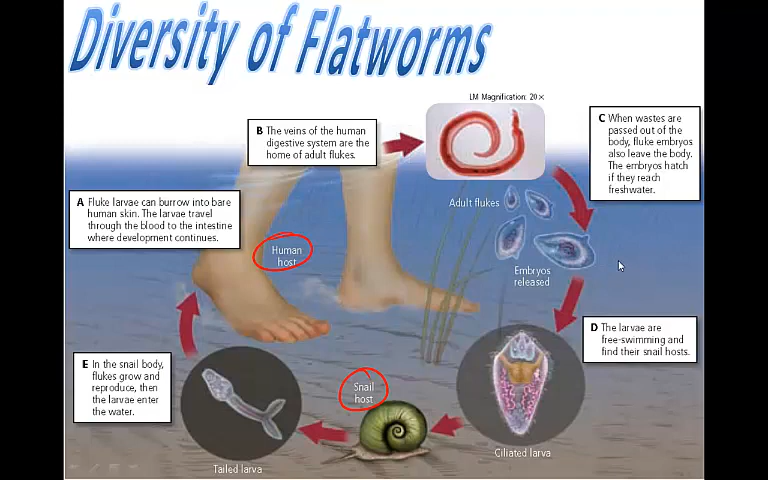 Diversity of Flatworms
LM Magnification: 20×
B The veins of the human
digestive system are the
home of adult flukes.
C When wastes are
passed out of the
body, fluke embryos
also leave the body.
The embryos hatch
if they reach
freshwater.
A Fluke larvae can burrow into bare
human skin. The larvae travel
through the blood to the intestine
where development continues.
Adult flukes
Human
host
Embryos
released
D The larvae are
free-swimming and
find their snail hosts.
E In the snail body,
flukes grow and
reproduce, then
the larvae enter
the water.
Snail
host
Ciliated larva
Tailed larva